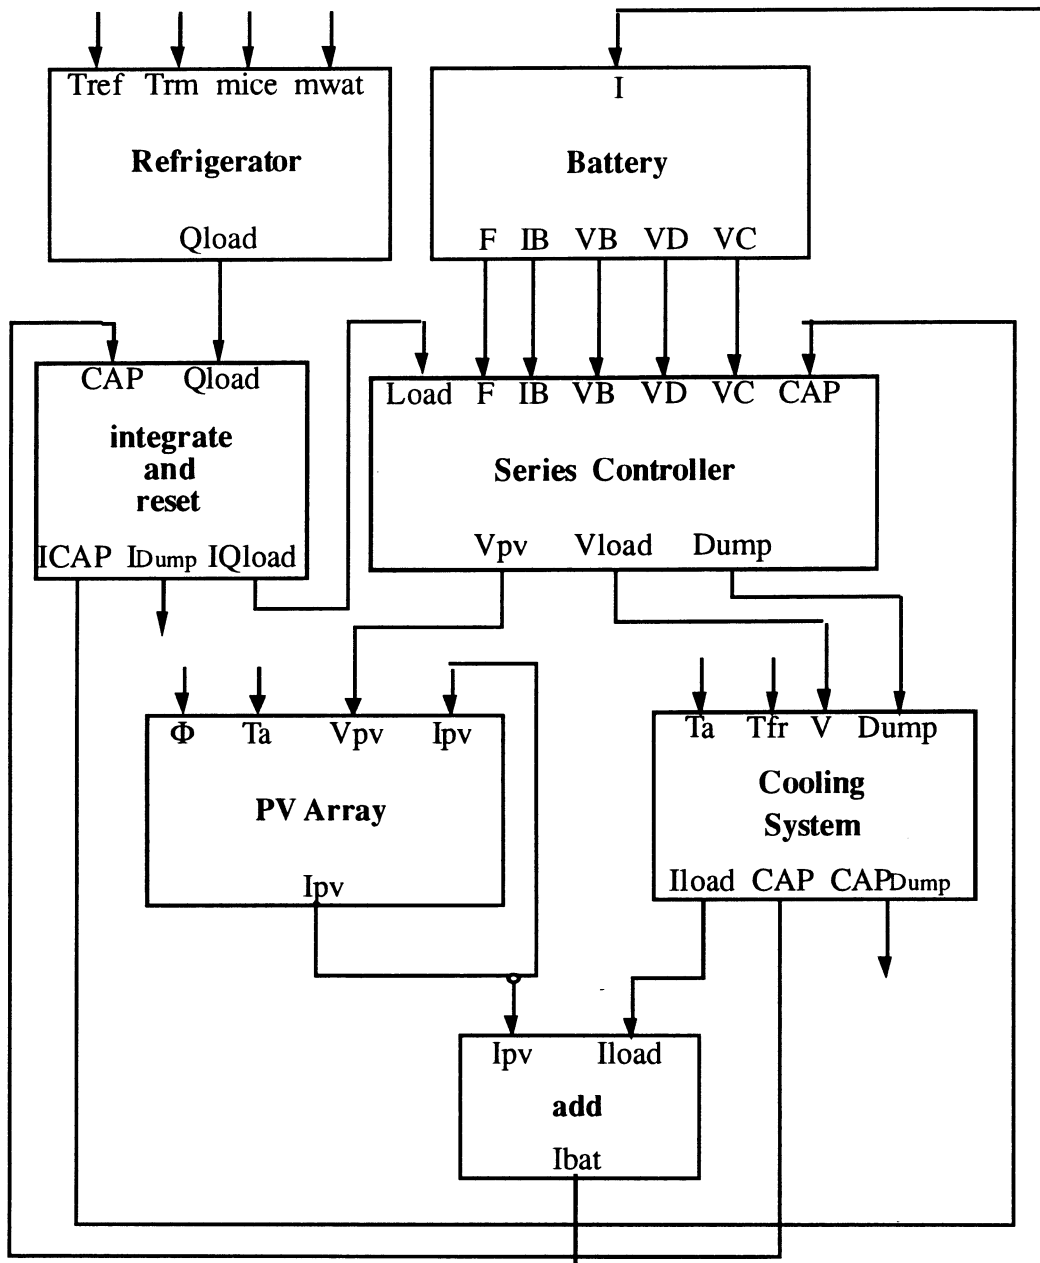 Tref Trm mice mwat
Refrigerator
Qload
I
Battery
F IB VB VD VC
CAP Qload
integrate
and
reset
ICAP IDump IQload
Load F IB VB VD VC CAP
Series Controller
Vpv Vload Dump
Φ Ta Vpv Ipv
PV Array
Ipv
Ta Tfr V Dump
Cooling
System
Iload CAP CAPDump
Ipv Iload
add
Ibat